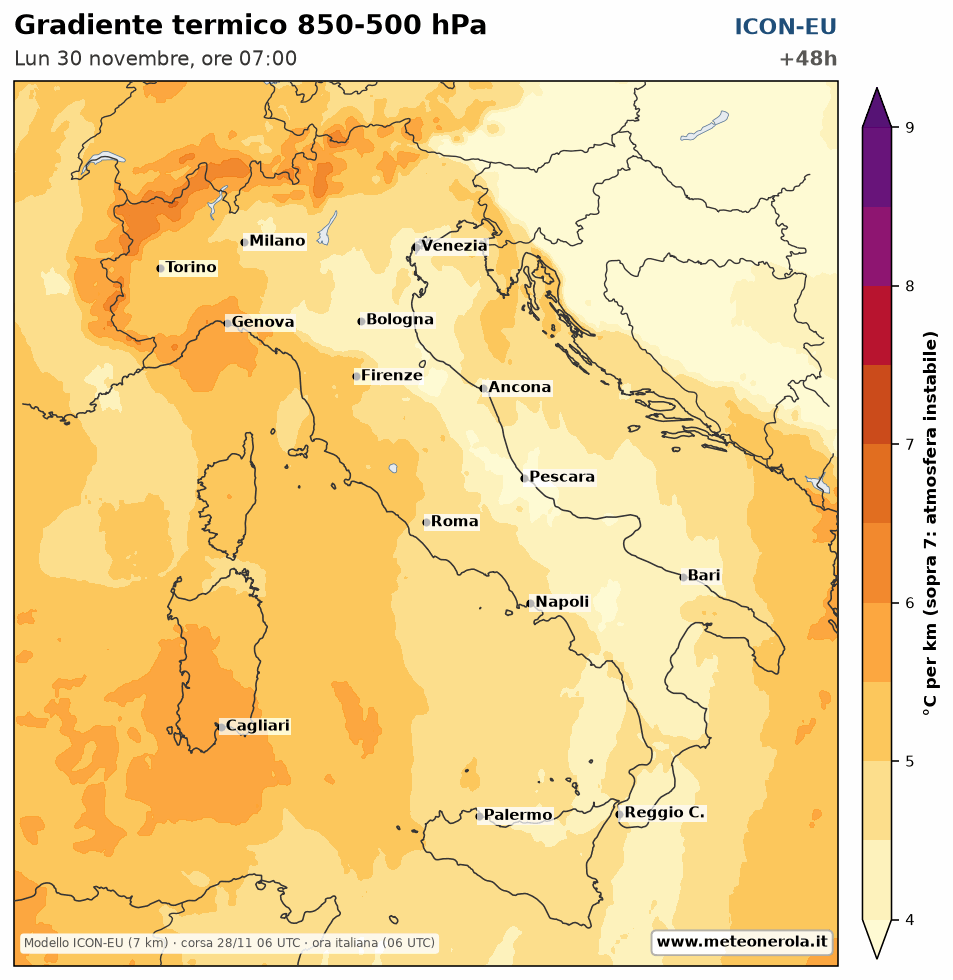 Gradiente termico 850-500 hPa
ICON-EU
Lun 30 novembre, ore 07:00
+48h
Milano
Venezia
Torino
Genova
Bologna
Firenze
Ancona
Pescara
Roma
Bari
Napoli
Cagliari
Palermo
Reggio C.
9
8
7
6
5
4
°C per km (sopra 7: atmosfera instabile)
Modello ICON-EU (7 km) · corsa 28/11 06 UTC · ora italiana (06 UTC)
www.meteonerola.it